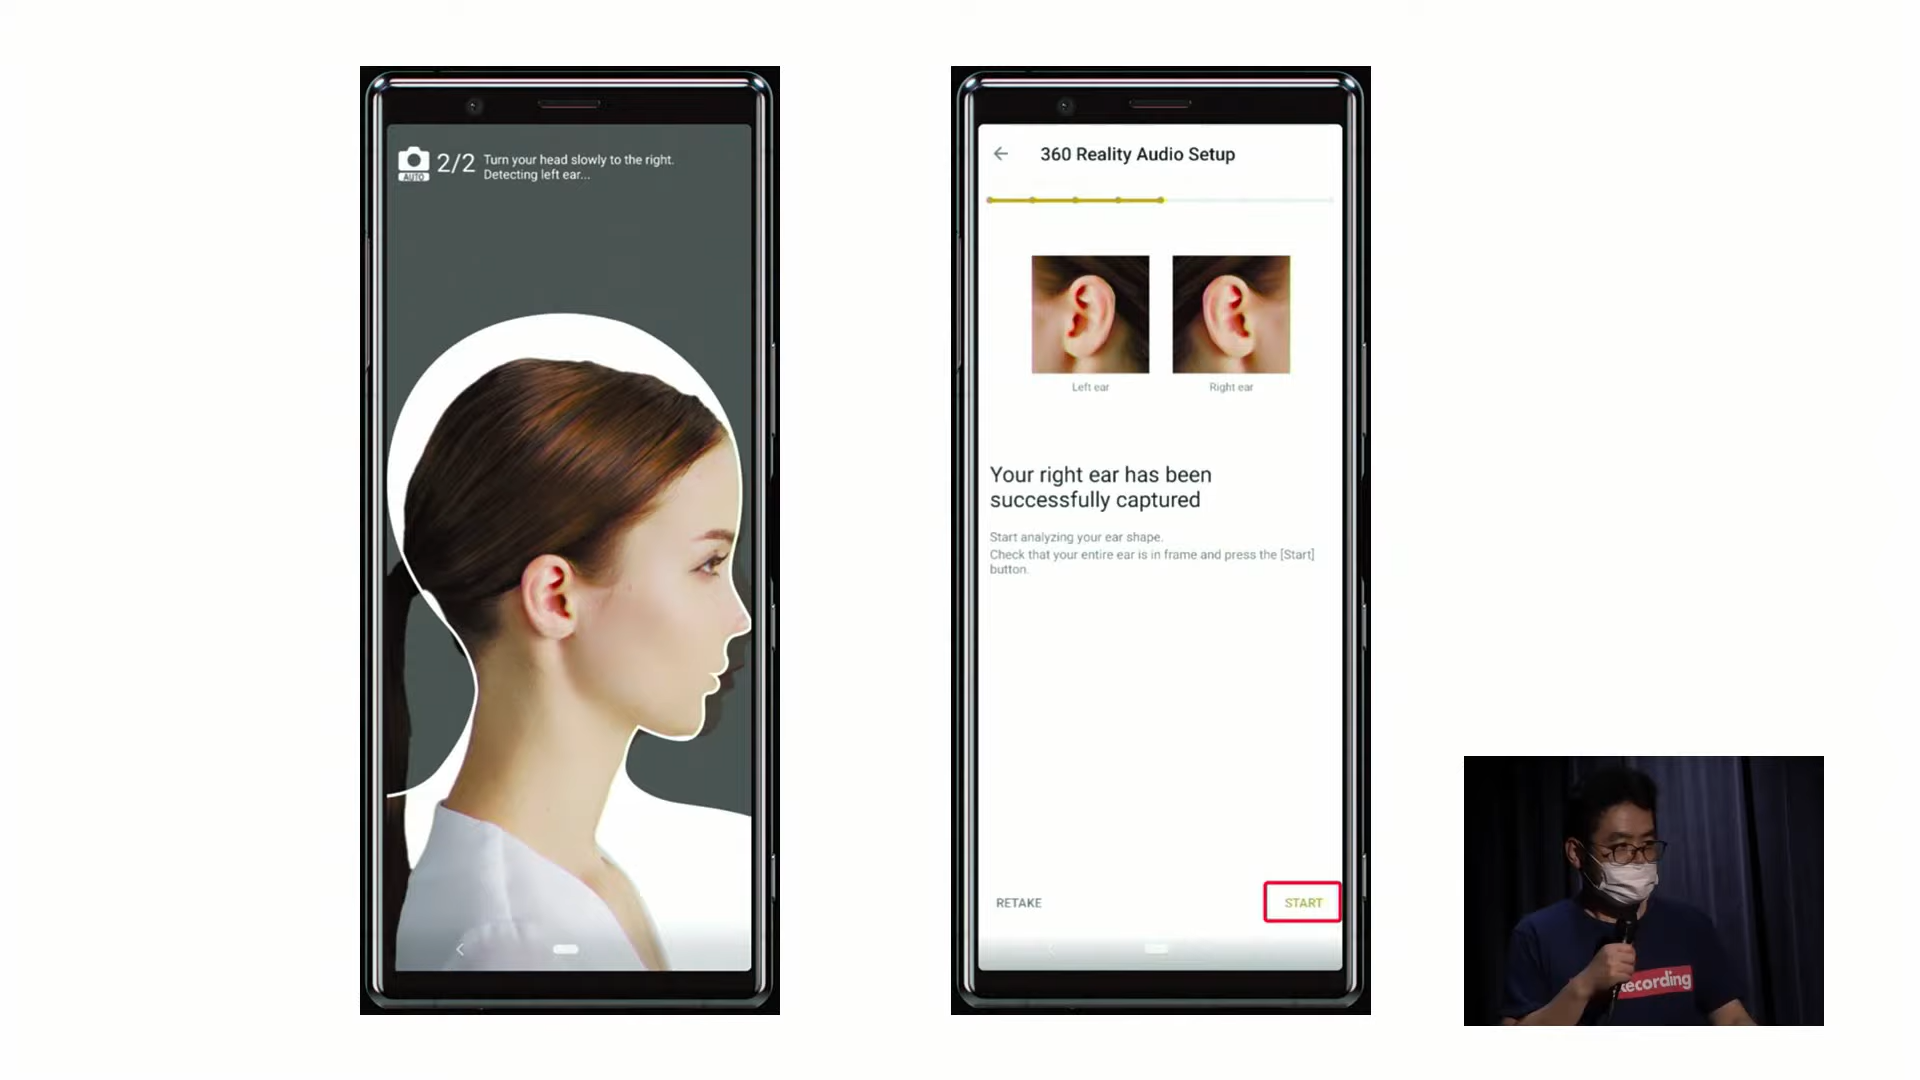 AUTO
2/2
Turn your head slowly to the right.
Detecting left ear...
360 Reality Audio Setup
Left ear
Right ear
Your right ear has been
successfully captured
Start analyzing your ear shape.
Check that your entire ear is in frame and press the [Start]
button.
RETAKE
START
Recording